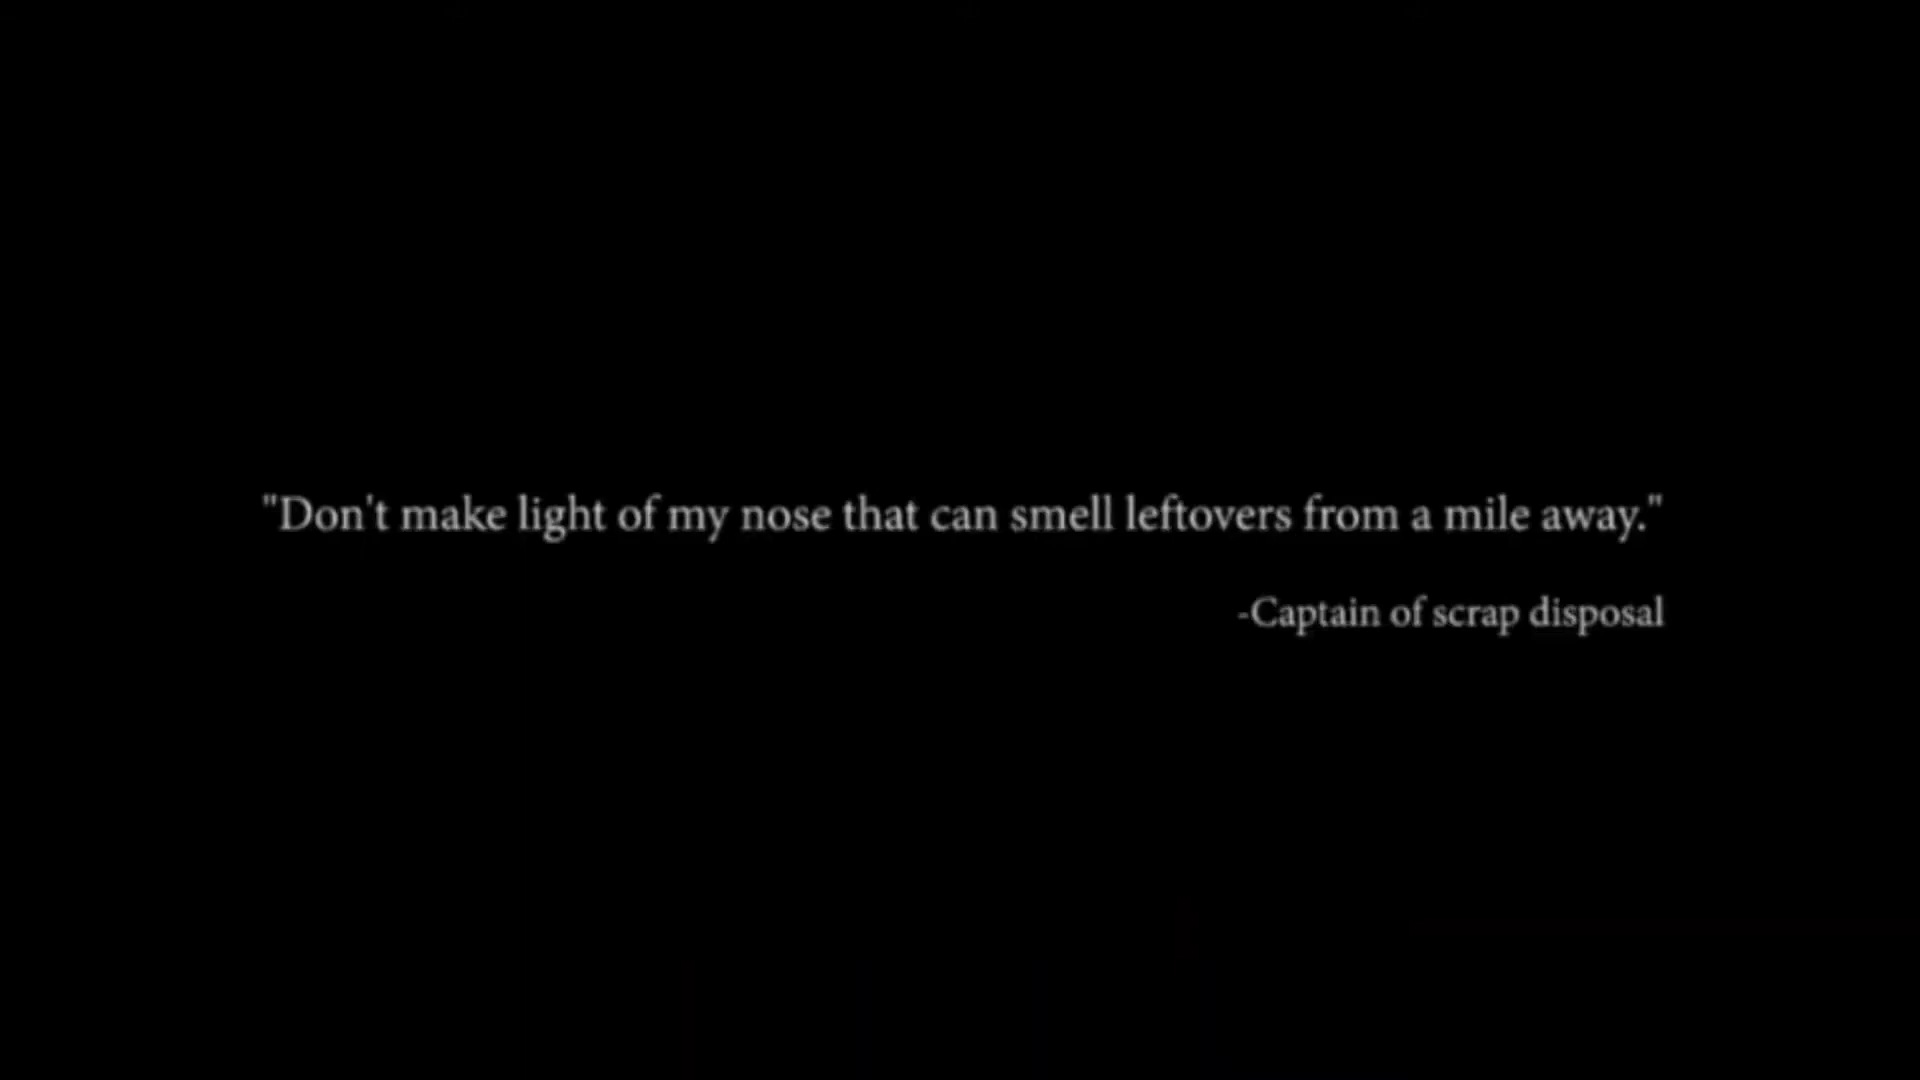 "Don't make light of my nose that can smell leftovers from a mile away."
-Captain of scrap disposal